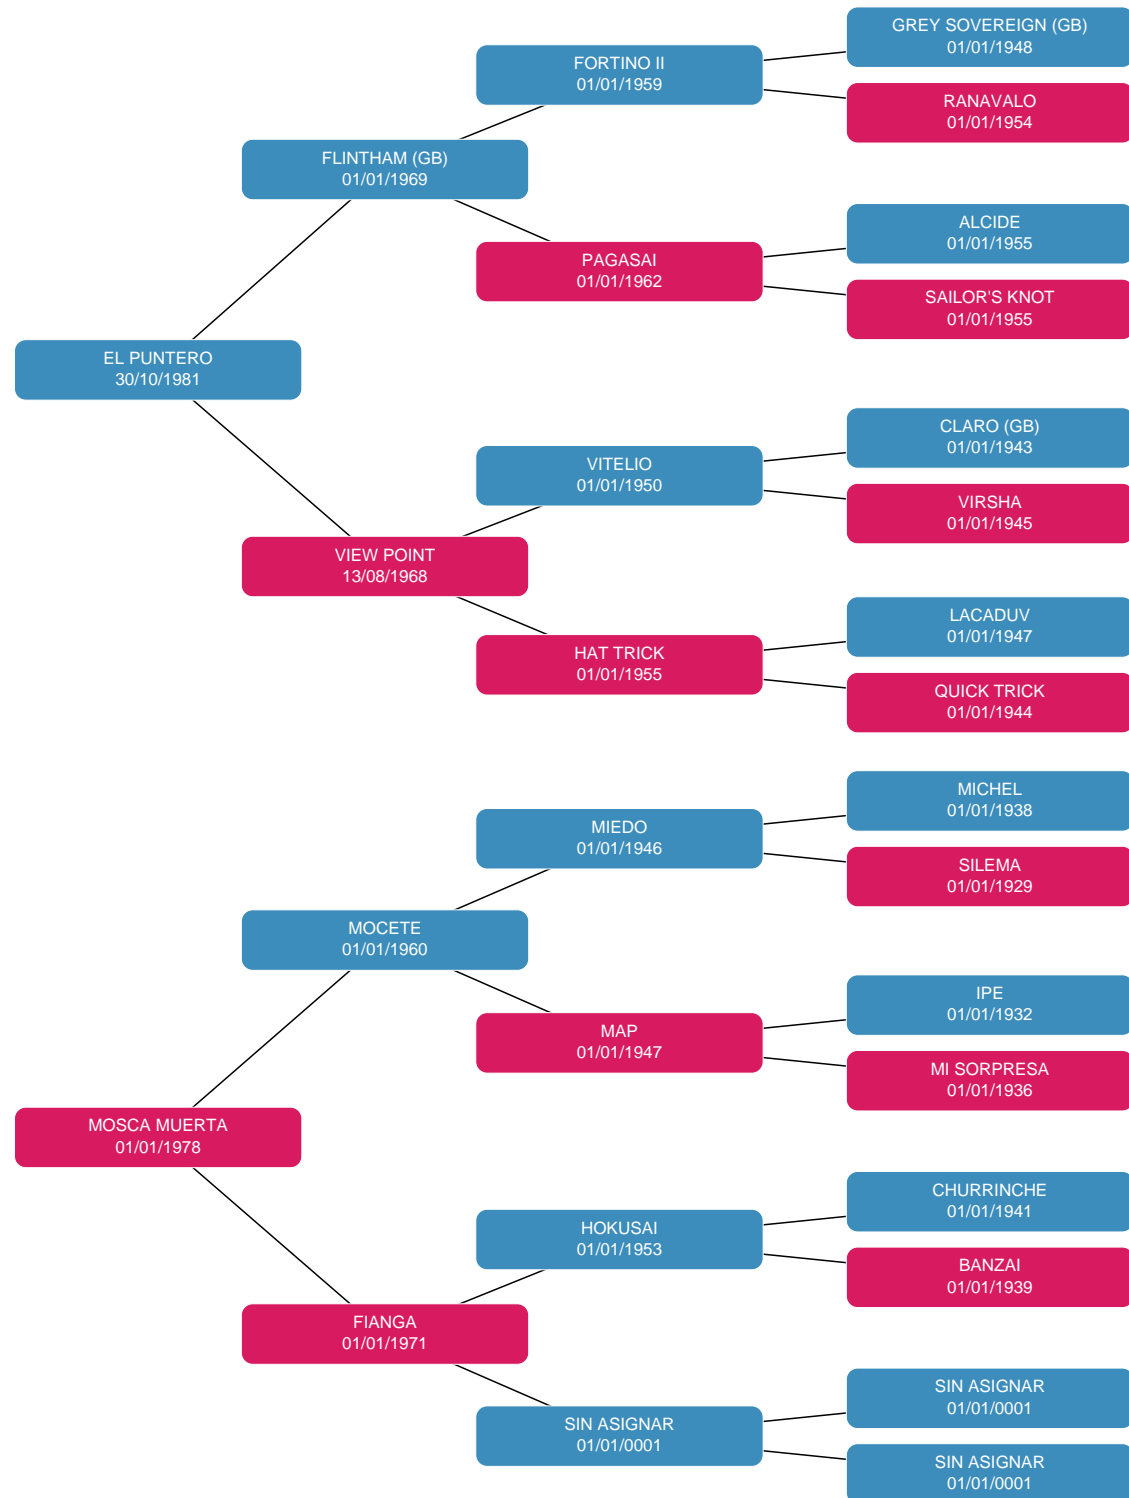 GREY SOVEREIGN (GB)
01/01/1948
FORTINO II
01/01/1959
RANAVALO
01/01/1954
FLINTHAM (GB)
01/01/1969
ALCIDE
01/01/1955
PAGASAI
01/01/1962
SAILOR'S KNOT
01/01/1955
EL PUNTERO
30/10/1981
CLARO (GB)
01/01/1943
VITELIO
01/01/1950
VIRSHA
01/01/1945
VIEW POINT
13/08/1968
LACADUV
01/01/1947
HAT TRICK
01/01/1955
QUICK TRICK
01/01/1944
MICHEL
01/01/1938
MIEDO
01/01/1946
SILEMA
01/01/1929
MOCETE
01/01/1960
IPE
01/01/1932
MAP
01/01/1947
MI SORPRESA
01/01/1936
MOSCA MUERTA
01/01/1978
CHURRINCHE
01/01/1941
HOKUSAI
01/01/1953
BANZAI
01/01/1939
FIANGA
01/01/1971
SIN ASIGNAR
01/01/0001
SIN ASIGNAR
01/01/0001
SIN ASIGNAR
01/01/0001